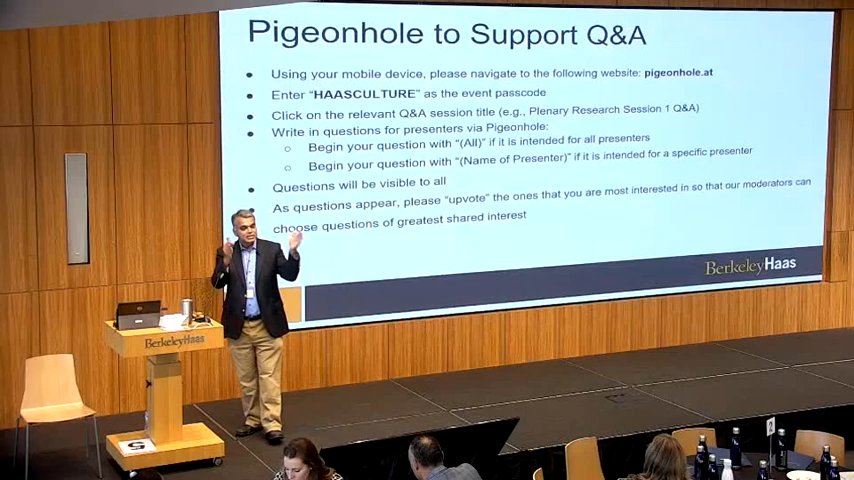 Pigeonhole to Support Q&A
Using your mobile device, please navigate to the following website: pigeonhole.at
Enter “HAASCULTURE” as the event passcode
Click on the relevant Q&A session title (e.g., Plenary Research Session 1 Q&A)
Write in questions for presenters via Pigeonhole:
Begin your question with “(All)” if it is intended for all presenters
Begin your question with “(Name of Presenter)” if it is intended for a specific presenter
Questions will be visible to all
As questions appear, please “upvote” the ones that you are most interested in so that our moderators can
choose questions of greatest shared interest
BerkeleyHaas
BerkeleyHaas
5
2